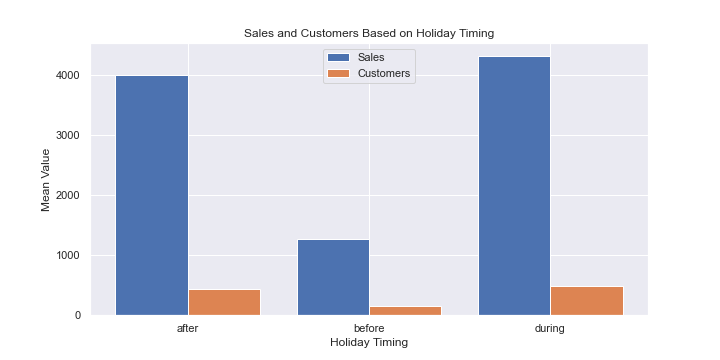 Sales and Customers Based on Holiday Timing
Sales
Customers
Mean Value
4000
3000
2000
1000
0
after
before
during
Holiday Timing